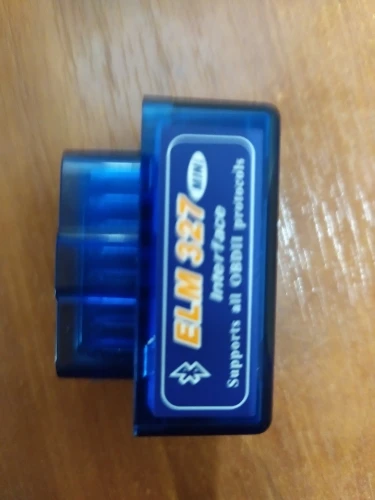 ELM 327 MINI
Interface
Supports all OBDII protocols